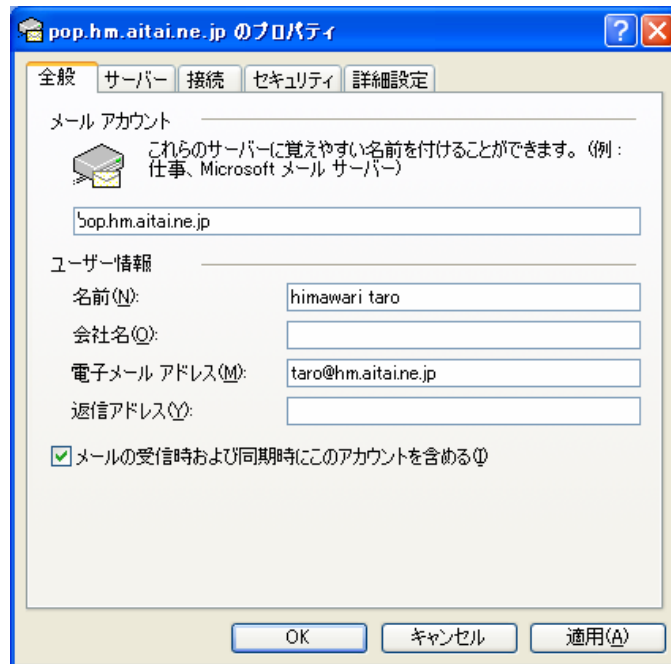 pop.hm.aitai.ne.jp のプロパティ
全般 サーバー 接続 セキュリティ 詳細設定
メール アカウント
これらのサーバーに覚えやすい名前を付けることができます。(例：
仕事、Microsoft メール サーバー)
pop.hm.aitai.ne.jp
ユーザー情報
名前(N): himawari taro
会社名(O):
電子メール アドレス(M): taro@hm.aitai.ne.jp
返信アドレス(Y):
メールの受信時および同期時にこのアカウントを含める(I)
OK キャンセル 適用(A)